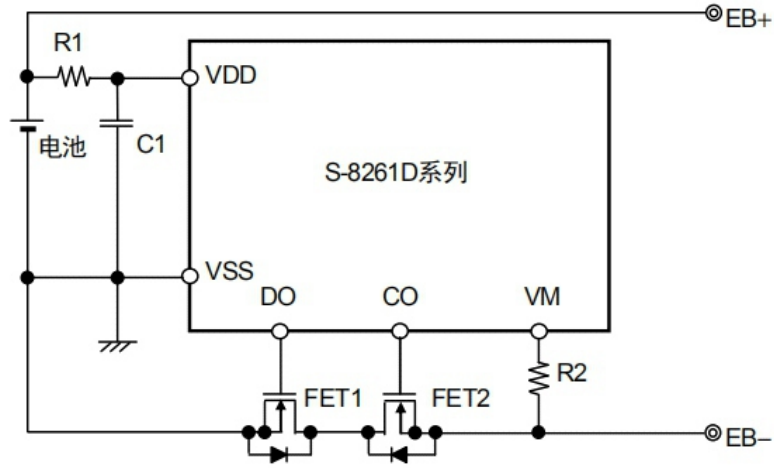 EB+
R1
VDD
电池
C1
S-8261D系列
VSS
DO
CO
VM
R2
FET1
FET2
EB−